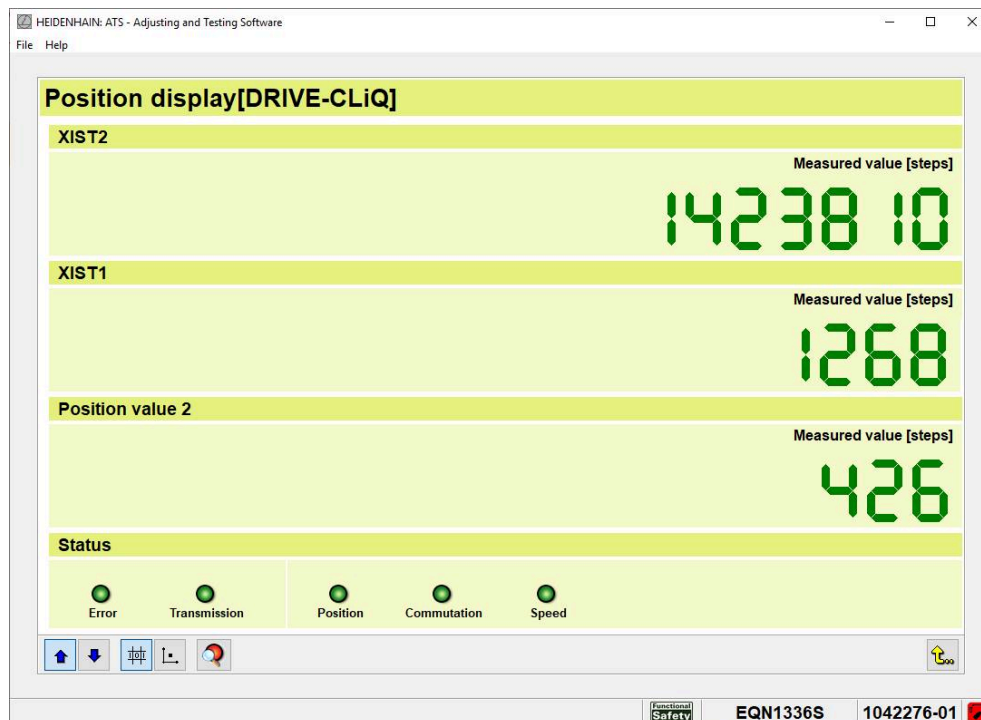 HEIDENHAIN: ATS - Adjusting and Testing Software
File Help
Position display[DRIVE-CLiQ]
XIST2
Measured value [steps]
1423810
XIST1
Measured value [steps]
1268
Position value 2
Measured value [steps]
426
Status
Error Transmission Position Commutation Speed
Functional
Safety
EQN1336S 1042276-01